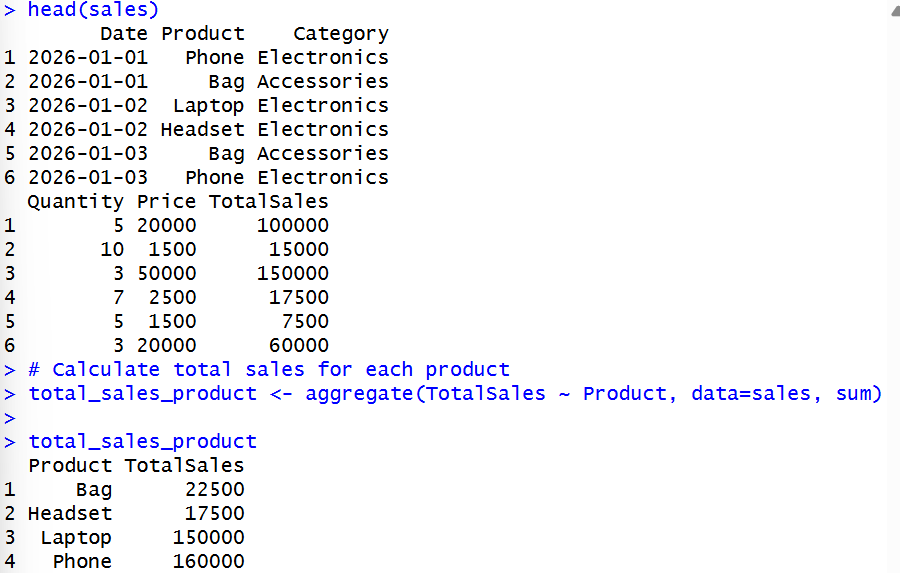 > head(sales)
        Date Product    Category
1 2026-01-01   Phone Electronics
2 2026-01-01     Bag Accessories
3 2026-01-02  Laptop Electronics
4 2026-01-02 Headset Electronics
5 2026-01-03     Bag Accessories
6 2026-01-03   Phone Electronics
  Quantity Price TotalSales
1        5 20000     100000
2       10  1500      15000
3        3 50000     150000
4        7  2500      17500
5        5  1500       7500
6        3 20000      60000
> # Calculate total sales for each product
> total_sales_product <- aggregate(TotalSales ~ Product, data=sales, sum)
>
> total_sales_product
  Product TotalSales
1     Bag      22500
2 Headset      17500
3  Laptop     150000
4   Phone     160000